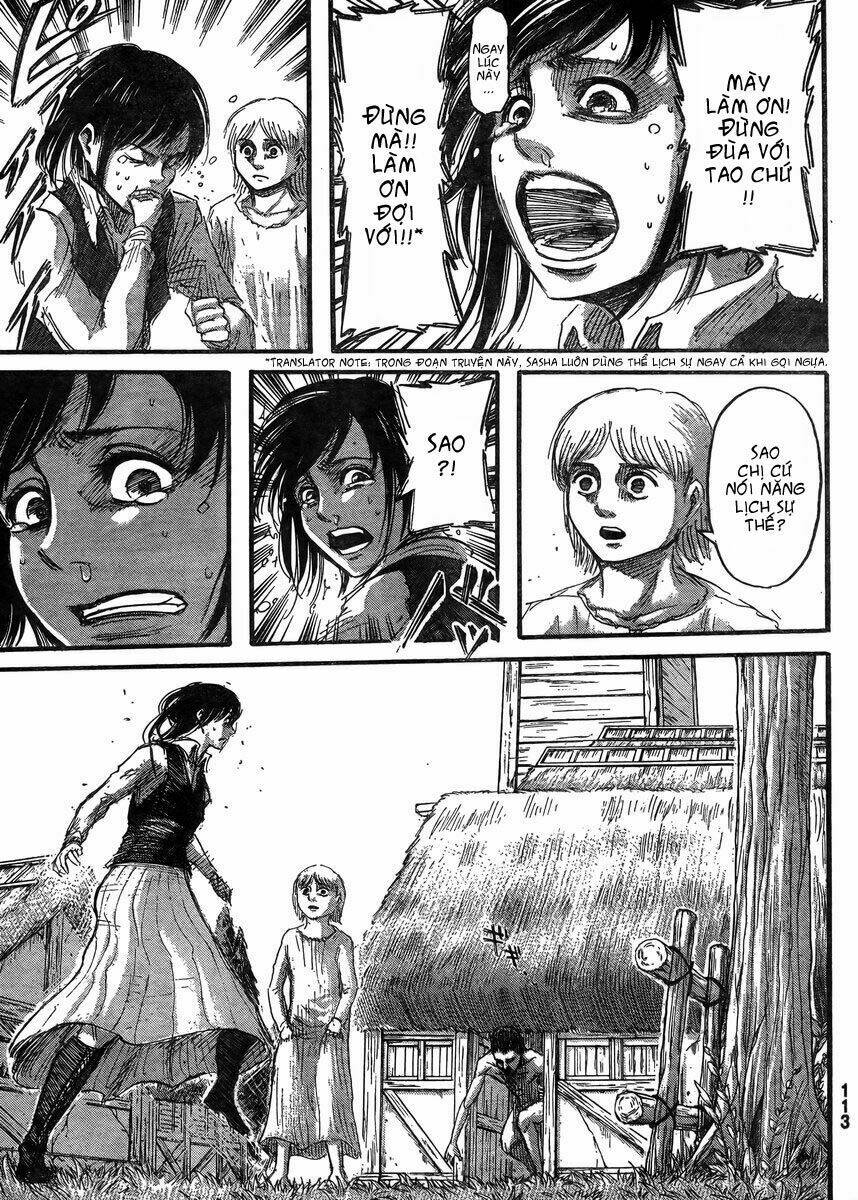 MÀY
LÀM ƠN!
ĐỪNG
ĐÙA VỚI
TAO CHỨ
!!
NGAY
LÚC
NÀY
...
ĐỪNG
MÀ!!
LÀM
ƠN
ĐỢI
VỚI!!*
*TRANSLATOR NOTE: TRONG ĐOẠN TRUYỆN NÀY, SASHA LUÔN DÙNG THỂ LỊCH SỰ NGAY CẢ KHI GỌI NGỰA.
SAO
CHỊ CỨ
NÓI NĂNG
LỊCH SỰ
THẾ?
SAO
?!
ギギ
113